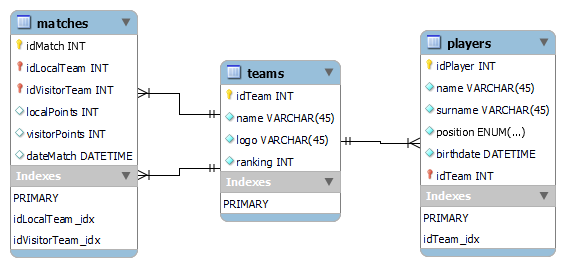 matches
idMatch INT
idLocalTeam INT
idVisitorTeam INT
localPoints INT
visitorPoints INT
dateMatch DATETIME
Indexes
PRIMARY
idLocalTeam_idx
idVisitorTeam_idx
teams
idTeam INT
name VARCHAR(45)
logo VARCHAR(45)
ranking INT
Indexes
PRIMARY
players
idPlayer INT
name VARCHAR(45)
surname VARCHAR(45)
position ENUM(...)
birthdate DATETIME
idTeam INT
Indexes
PRIMARY
idTeam_idx